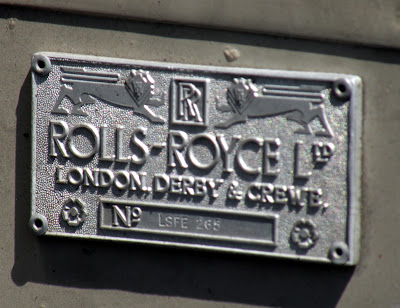 RR
ROLLS-ROYCE LTD
LONDON, DERBY & CREWE.
No LSFE 265